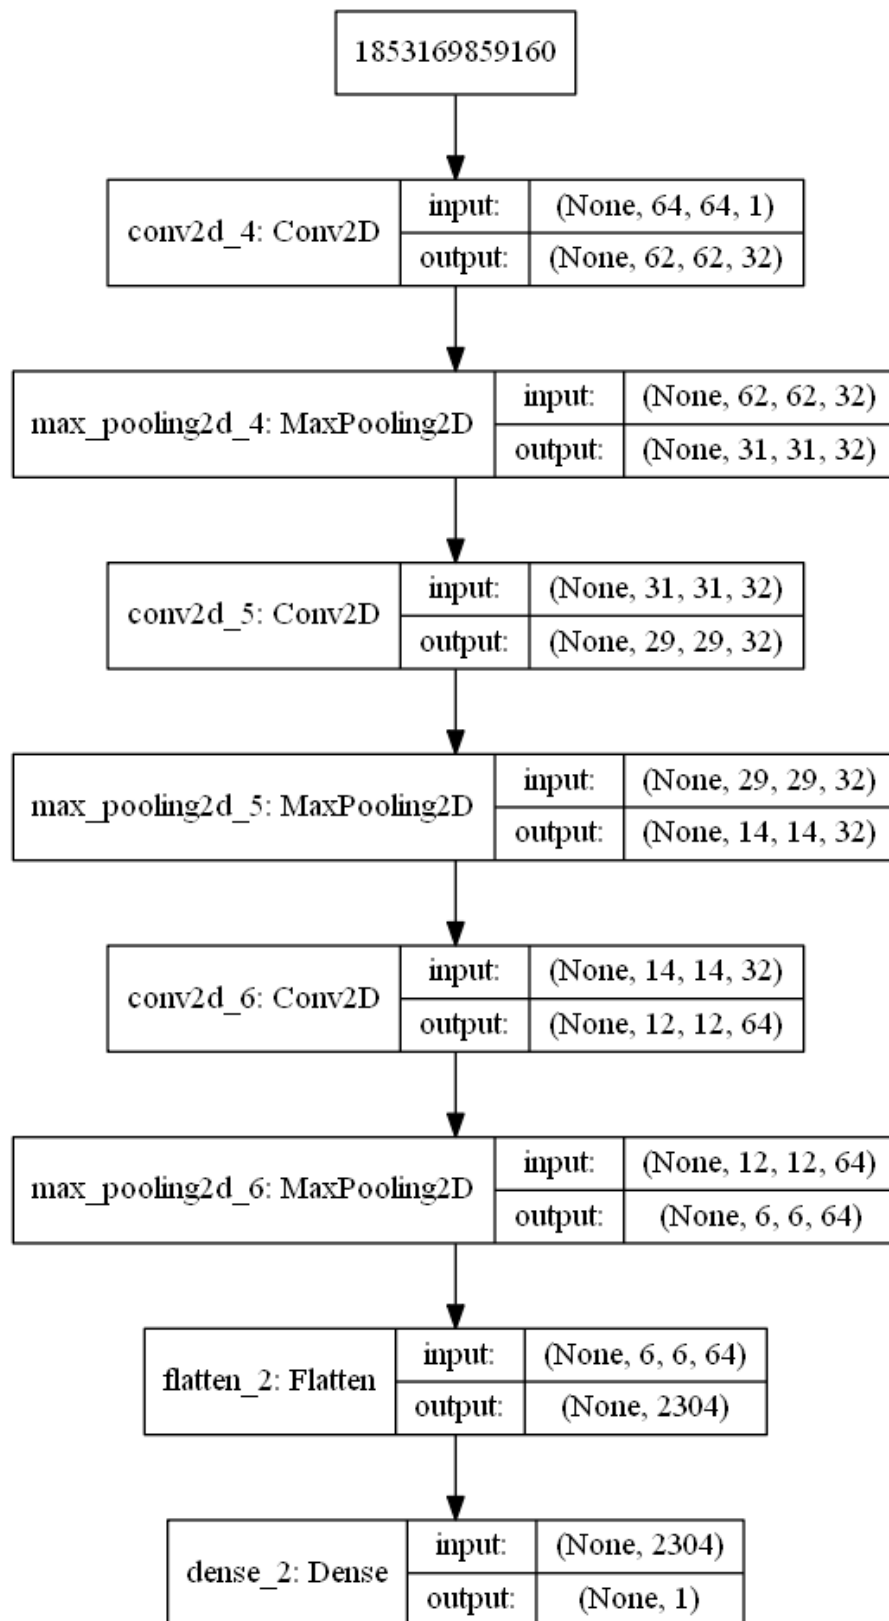 1853169859160
conv2d_4: Conv2D
input:
(None, 64, 64, 1)
output:
(None, 62, 62, 32)
max_pooling2d_4: MaxPooling2D
input:
(None, 62, 62, 32)
output:
(None, 31, 31, 32)
conv2d_5: Conv2D
input:
(None, 31, 31, 32)
output:
(None, 29, 29, 32)
max_pooling2d_5: MaxPooling2D
input:
(None, 29, 29, 32)
output:
(None, 14, 14, 32)
conv2d_6: Conv2D
input:
(None, 14, 14, 32)
output:
(None, 12, 12, 64)
max_pooling2d_6: MaxPooling2D
input:
(None, 12, 12, 64)
output:
(None, 6, 6, 64)
flatten_2: Flatten
input:
(None, 6, 6, 64)
output:
(None, 2304)
dense_2: Dense
input:
(None, 2304)
output:
(None, 1)